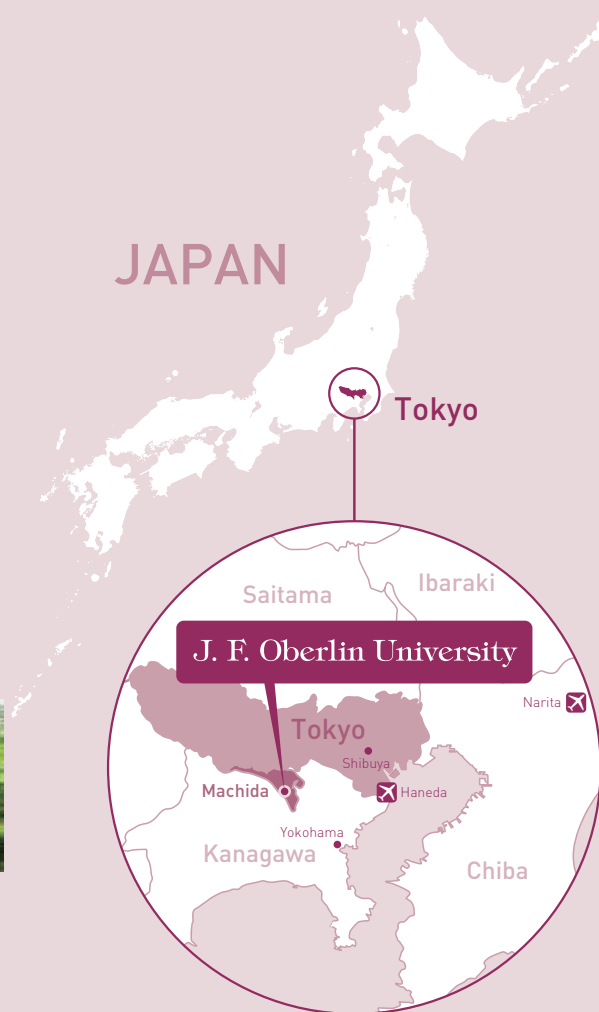 JAPAN
Tokyo
Saitama
Ibaraki
J. F. Oberlin University
Narita
Tokyo
Shibuya
Machida
Haneda
Yokohama
Kanagawa
Chiba